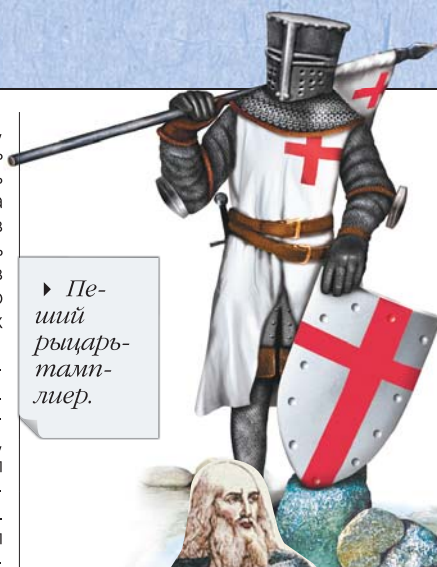 ▸ Пе-
ший
рыцарь-
тамп-
лиер.